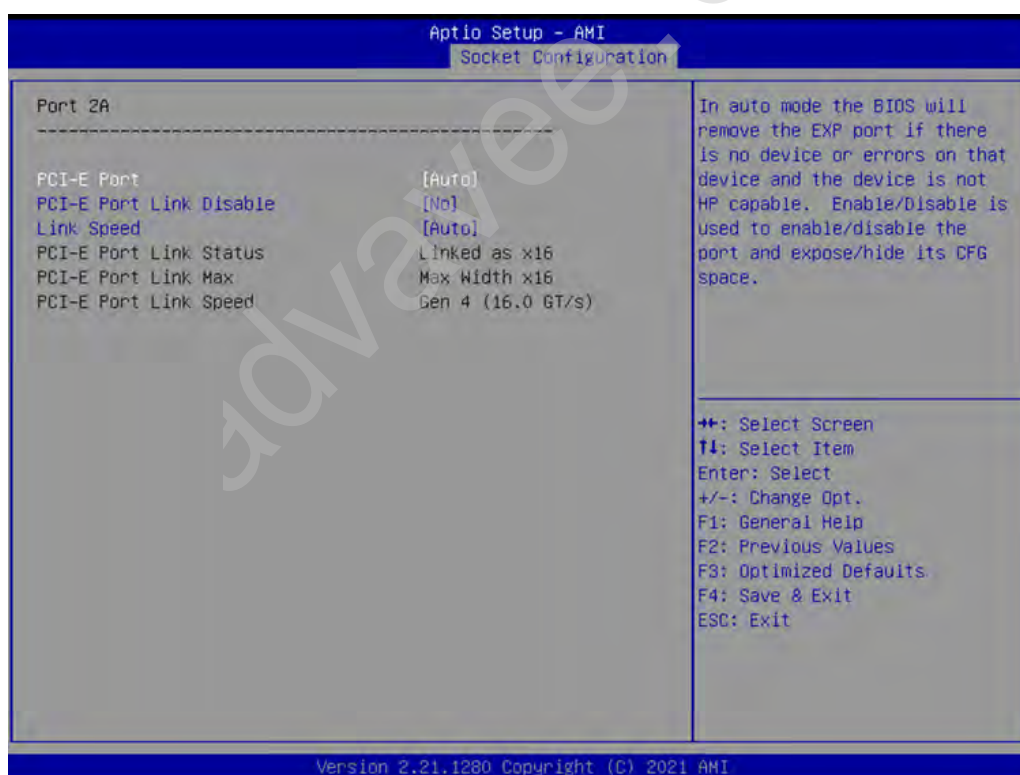 Aptio Setup - AMI
Socket Configuration
Port 2A
PCI-E Port [Auto]
PCI-E Port Link Disable [No]
Link Speed [Auto]
PCI-E Port Link Status Linked as x16
PCI-E Port Link Max Max Width x16
PCI-E Port Link Speed Gen 4 (16.0 GT/s)
In auto mode the BIOS will
remove the EXP port if there
is no device or errors on that
device and the device is not
HP capable. Enable/Disable is
used to enable/disable the
port and expose/hide its CFG
space.
→←: Select Screen
↑↓: Select Item
Enter: Select
+/-: Change Opt.
F1: General Help
F2: Previous Values
F3: Optimized Defaults
F4: Save & Exit
ESC: Exit
Version 2.21.1280 Copyright (C) 2021 AMI
advavee